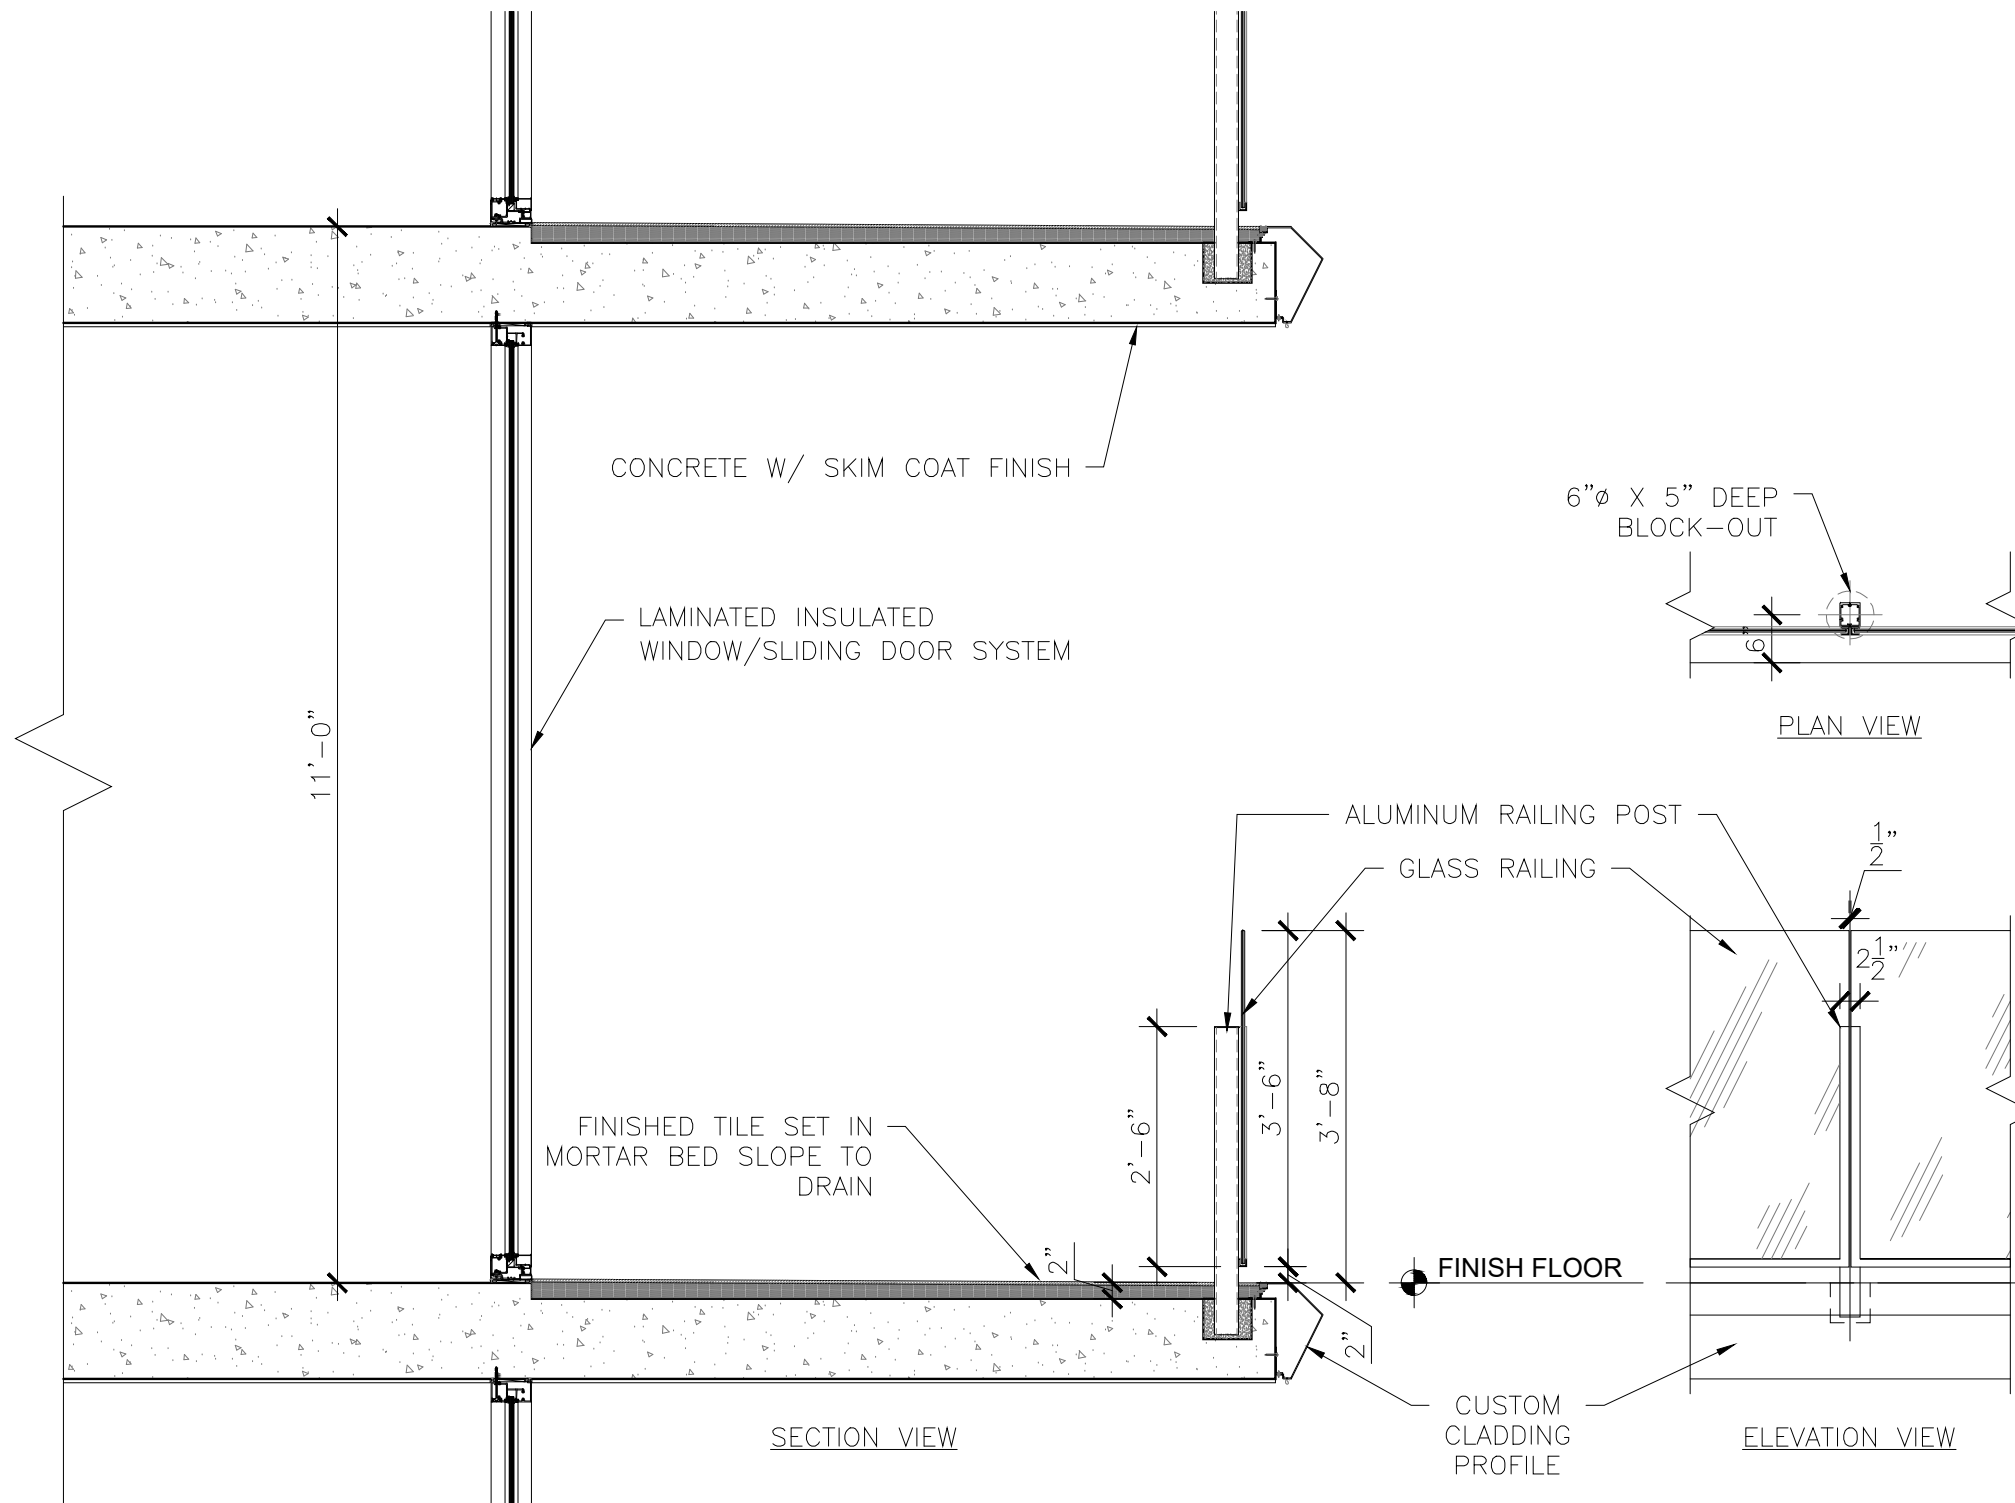 CONCRETE W/ SKIM COAT FINISH
6"ø X 5" DEEP
BLOCK-OUT
LAMINATED INSULATED
WINDOW/SLIDING DOOR SYSTEM
6"
PLAN VIEW
11'-0"
ALUMINUM RAILING POST
GLASS RAILING
1/2"
2 1/2"
3'-6"
3'-8"
2'-6"
FINISHED TILE SET IN
MORTAR BED SLOPE TO
DRAIN
2"
FINISH FLOOR
2"
CUSTOM
CLADDING
PROFILE
SECTION VIEW
ELEVATION VIEW